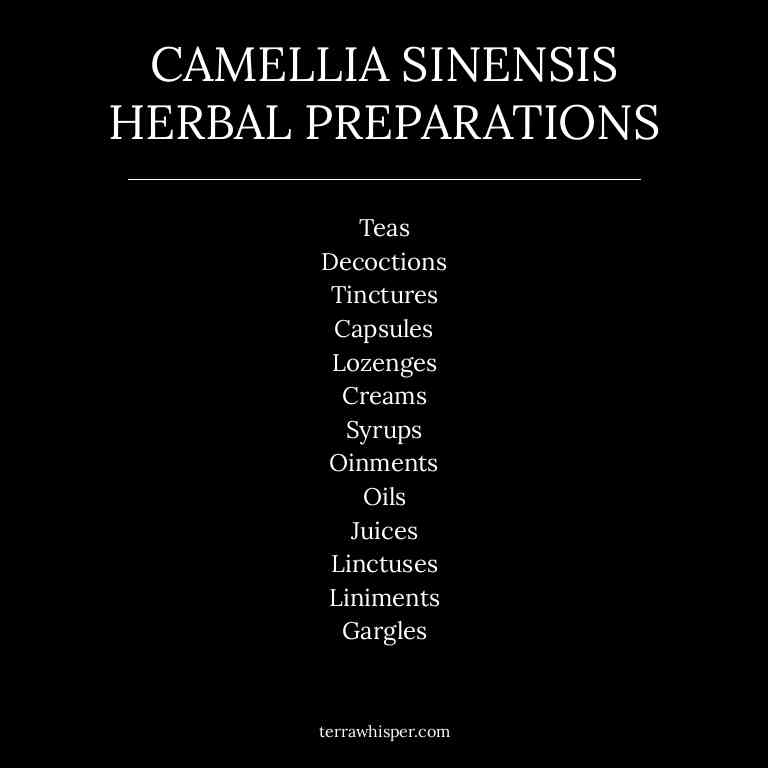 CAMELLIA SINENSIS
HERBAL PREPARATIONS
Teas
Decoctions
Tinctures
Capsules
Lozenges
Creams
Syrups
Oinments
Oils
Juices
Linctuses
Liniments
Gargles
terrawhisper.com